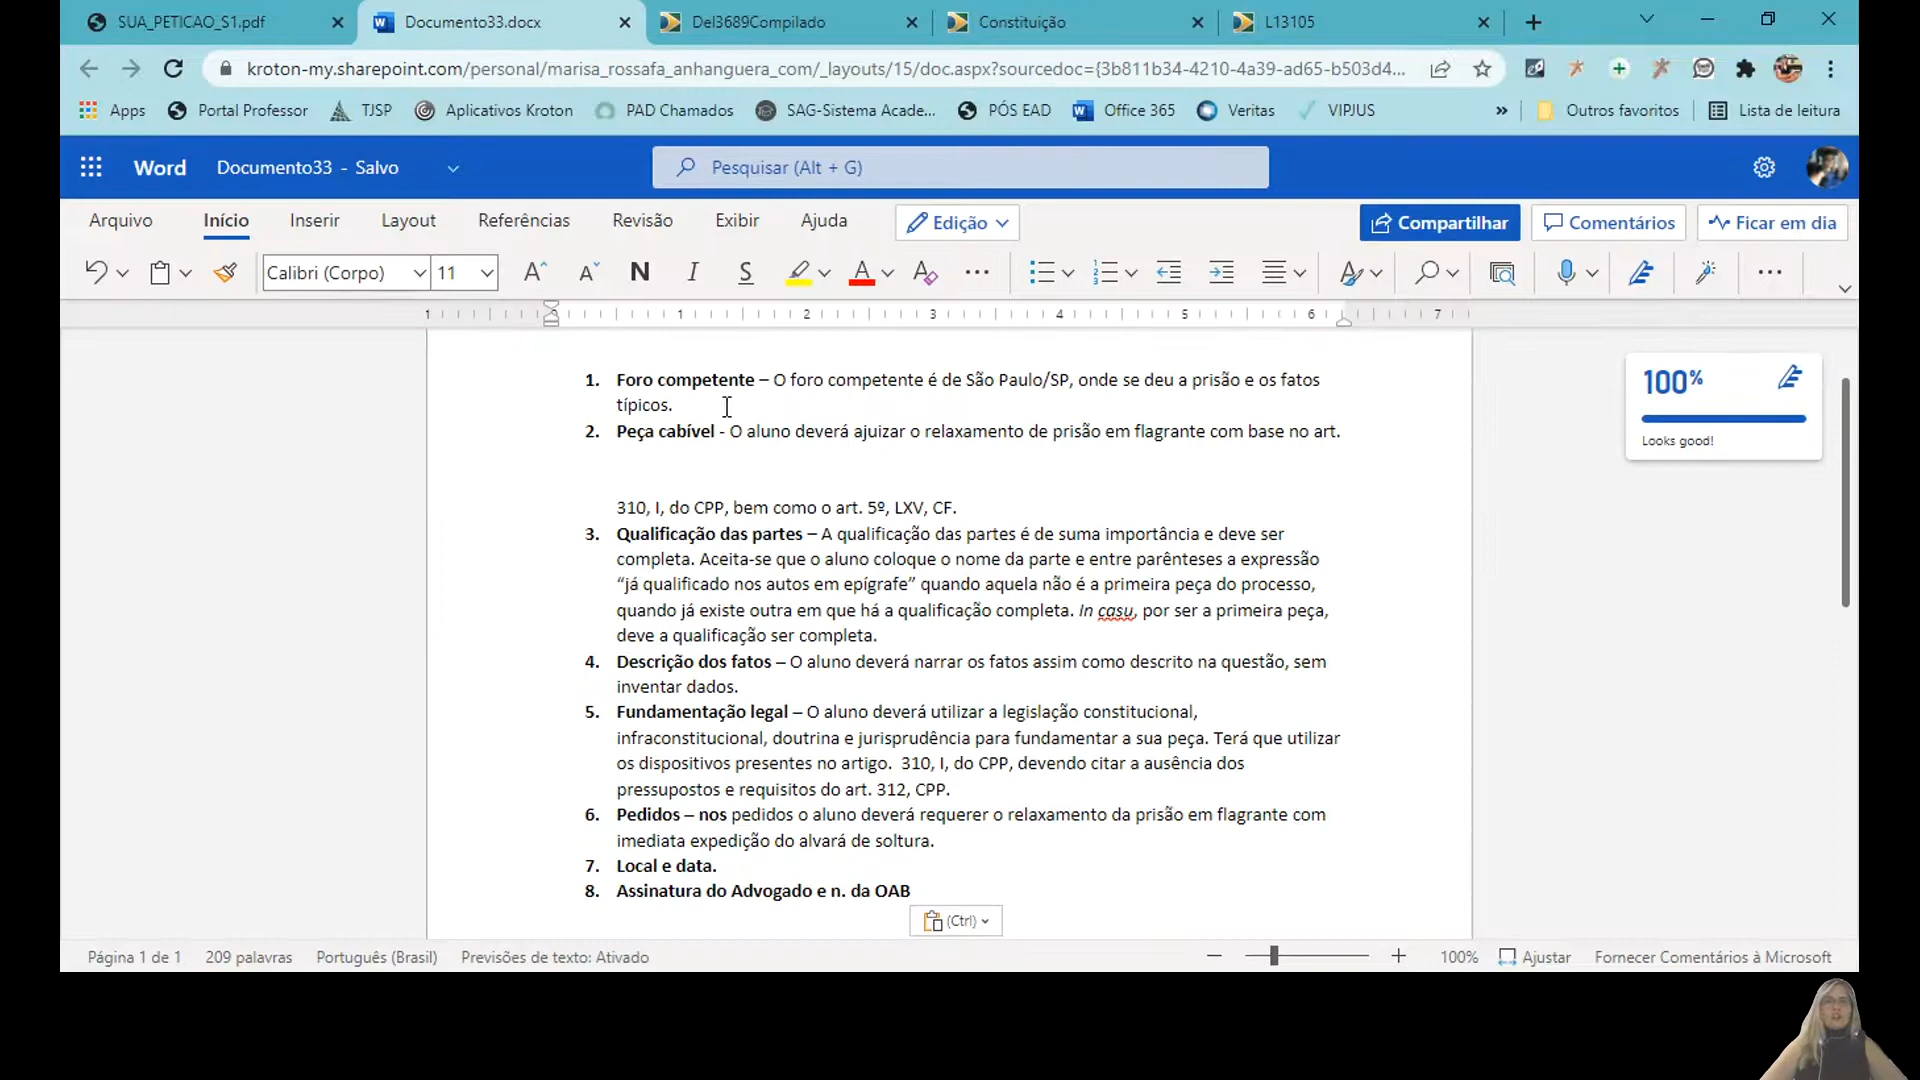 SUA_PETICAO_S1.pdf
Documento33.docx
Del3689Compilado
Constituição
L13105
kroton-my.sharepoint.com/personal/marisa_rossafa_anhanguera_com/_layouts/15/doc.aspx?sourcedoc={3b811b34-4210-4a39-ad65-b503d4...
Apps
Portal Professor
TJSP
Aplicativos Kroton
PAD Chamados
SAG-Sistema Acade...
PÓS EAD
Office 365
Veritas
VIPJUS
»
Outros favoritos
Lista de leitura
Word
Documento33 - Salvo
Pesquisar (Alt + G)
Arquivo
Início
Inserir
Layout
Referências
Revisão
Exibir
Ajuda
Edição
Compartilhar
Comentários
Ficar em dia
Calibri (Corpo)
11
N
I
S
1 1 2 3 4 5 6 7
1. Foro competente – O foro competente é de São Paulo/SP, onde se deu a prisão e os fatos
típicos.
2. Peça cabível - O aluno deverá ajuizar o relaxamento de prisão em flagrante com base no art.
310, I, do CPP, bem como o art. 5º, LXV, CF.
3. Qualificação das partes – A qualificação das partes é de suma importância e deve ser
completa. Aceita-se que o aluno coloque o nome da parte e entre parênteses a expressão
“já qualificado nos autos em epígrafe” quando aquela não é a primeira peça do processo,
quando já existe outra em que há a qualificação completa. In casu, por ser a primeira peça,
deve a qualificação ser completa.
4. Descrição dos fatos – O aluno deverá narrar os fatos assim como descrito na questão, sem
inventar dados.
5. Fundamentação legal – O aluno deverá utilizar a legislação constitucional,
infraconstitucional, doutrina e jurisprudência para fundamentar a sua peça. Terá que utilizar
os dispositivos presentes no artigo.  310, I, do CPP, devendo citar a ausência dos
pressupostos e requisitos do art. 312, CPP.
6. Pedidos – nos pedidos o aluno deverá requerer o relaxamento da prisão em flagrante com
imediata expedição do alvará de soltura.
7. Local e data.
8. Assinatura do Advogado e n. da OAB
(Ctrl)
100%
Looks good!
Página 1 de 1
209 palavras
Português (Brasil)
Previsões de texto: Ativado
100%
Ajustar
Fornecer Comentários à Microsoft